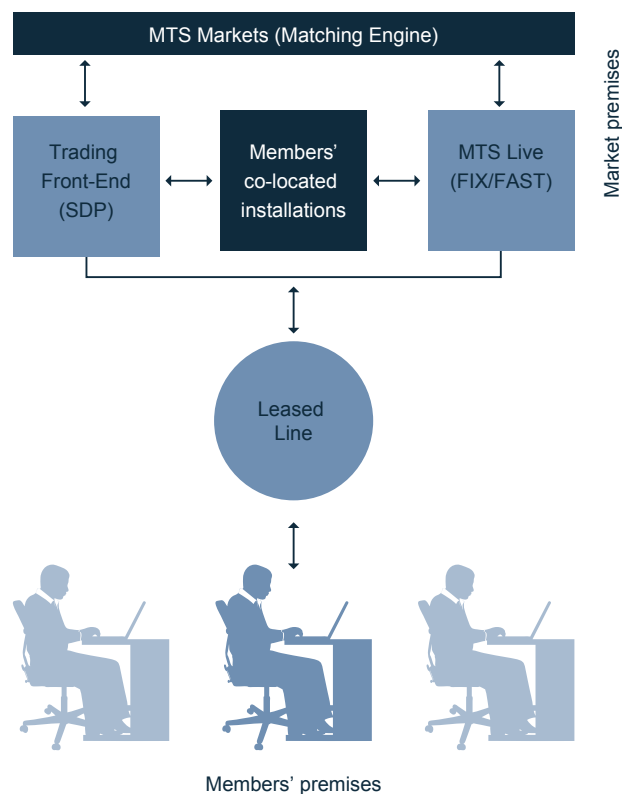 MTS Markets (Matching Engine)
Market premises
Trading
Front-End
(SDP)
Members’
co-located
installations
MTS Live
(FIX/FAST)
Leased
Line
Members’ premises